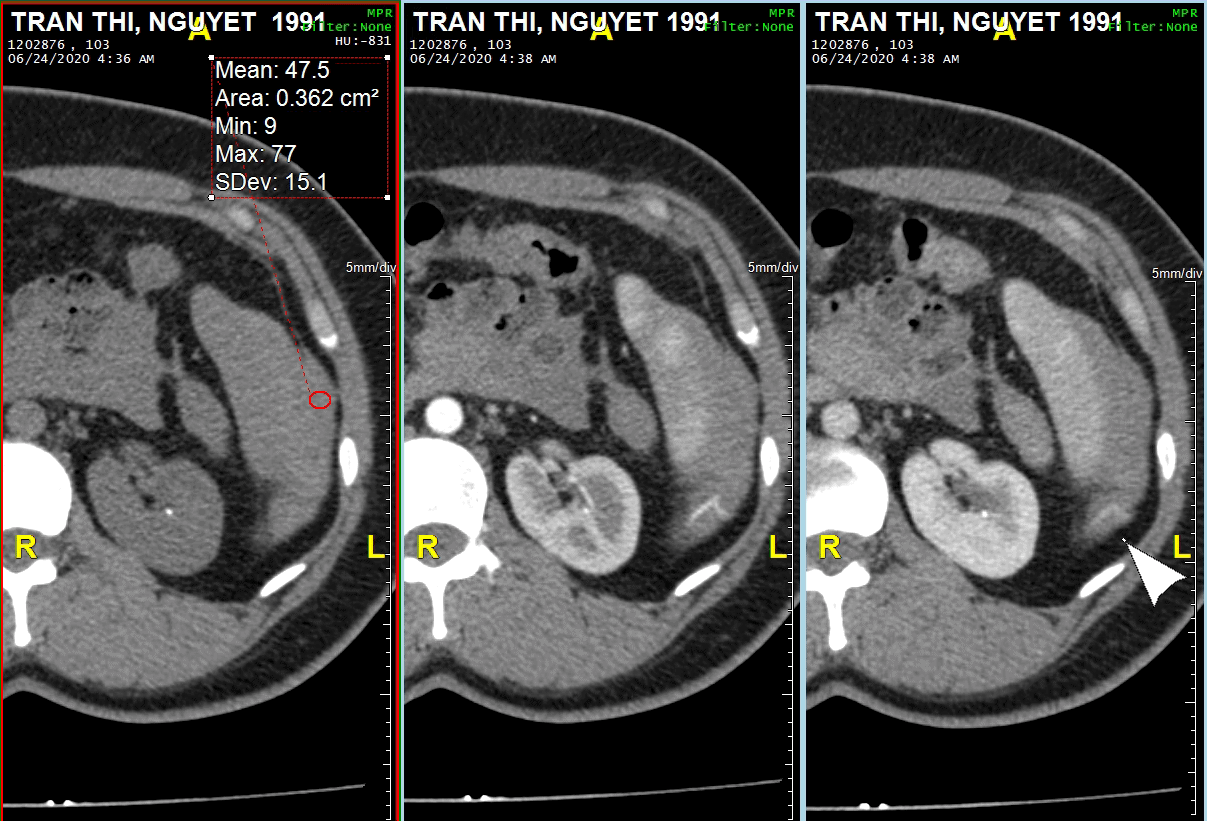 TRAN THI, NGUYET 1991
MPR
Filter:None
A
HU:-831
1202876 , 103
06/24/2020 4:36 AM
Mean: 47.5
Area: 0.362 cm²
Min: 9
Max: 77
SDev: 15.1
5mm/div
R
L
TRAN THI, NGUYET 1991
MPR
Filter:None
A
1202876 , 103
06/24/2020 4:38 AM
5mm/div
R
L
TRAN THI, NGUYET 1991
MPR
Filter:None
A
1202876 , 103
06/24/2020 4:38 AM
5mm/div
R
L